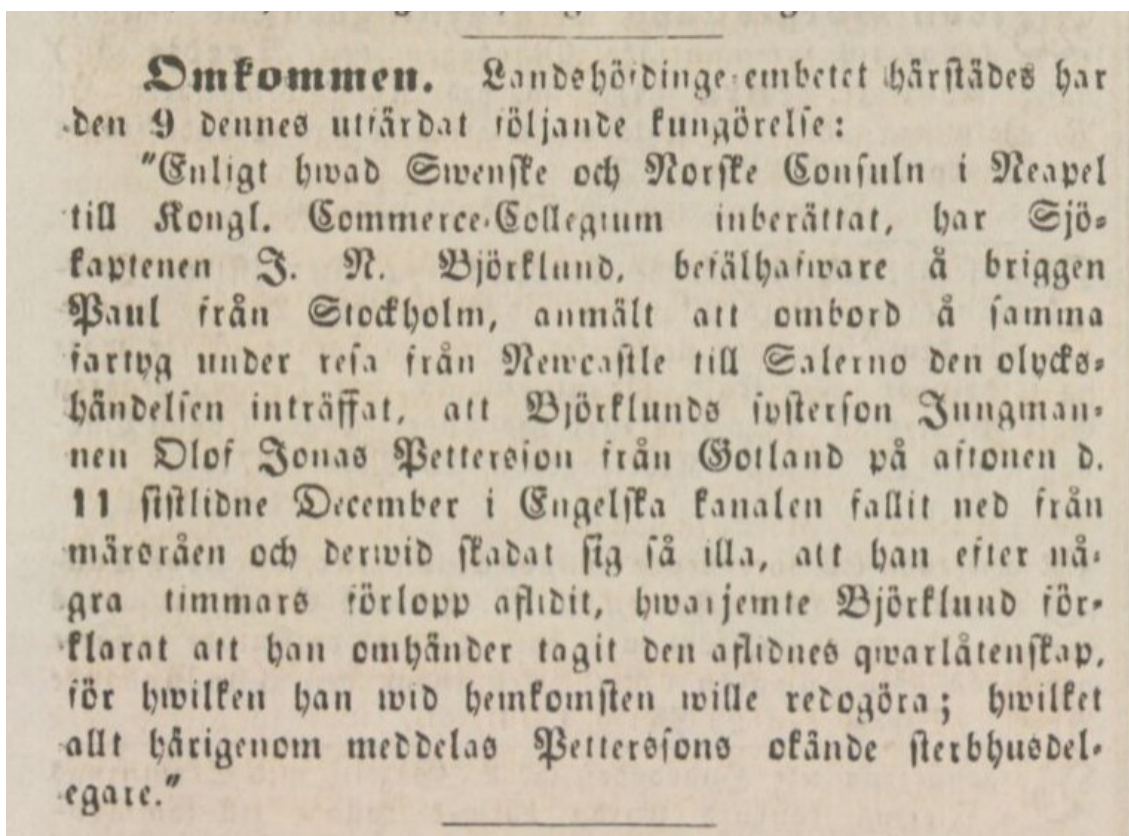 Omkommen. Landshöfdinge-embetet härstädes har
den 9 dennes utfärdat följande kungörelse:
"Enligt hwad Swenske och Norske Consuln i Neapel
till Kongl. Commerce-Collegium inberättat, har Sjö-
kaptenen J. N. Björklund, befälhafware å briggen
Paul från Stockholm, anmält att ombord å samma
fartyg under resa från Newcastle till Salerno den olycks-
händelsen inträffat, att Björklunds systerson Jungman-
nen Olof Jonas Pettersson från Gotland på aftonen d.
11 sistlidne December i Engelska kanalen fallit ned från
märsråen och derwid skadat sig så illa, att han efter nå-
gra timmars förlopp aflidit, hwarjemte Björklund för-
klarat att han omhänder tagit den aflidnes qwarlåtenskap,
för hwilken han wid hemkomsten wille redogöra; hwilket
allt härigenom meddelas Petterssons okände sterbhusdel-
egare."